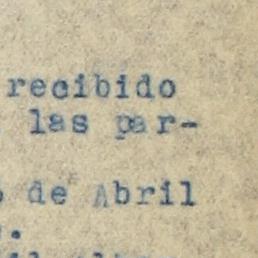 recibido
las par-
de Abril